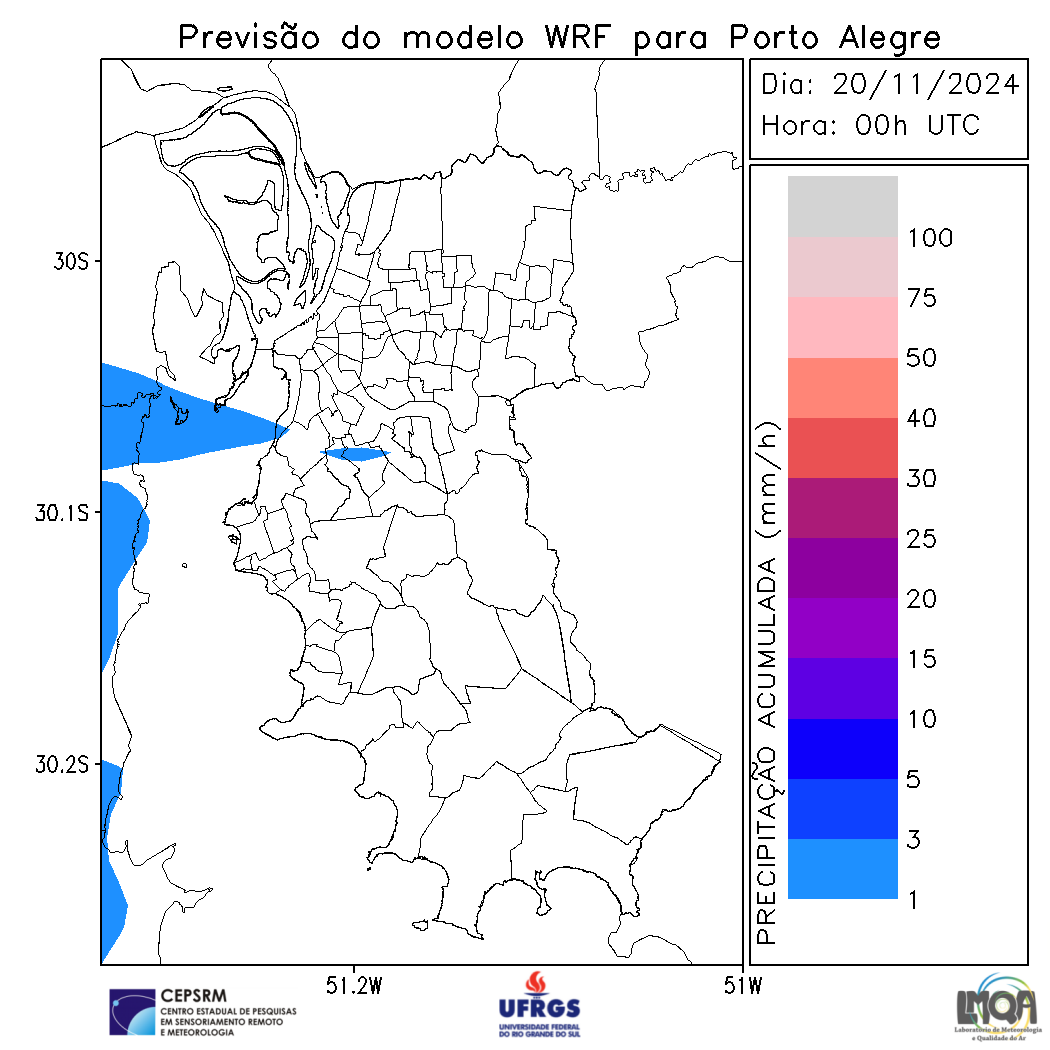 Previsão do modelo WRF para Porto Alegre
Dia: 20/11/2024
Hora: 00h UTC
30S
30.1S
30.2S
51.2W
51W
PRECIPITAÇÃO ACUMULADA (mm/h)
100
75
50
40
30
25
20
15
10
5
3
1
CEPSRM
CENTRO ESTADUAL DE PESQUISAS
EM SENSORIAMENTO REMOTO
E METEOROLOGIA
UFRGS
UNIVERSIDADE FEDERAL
DO RIO GRANDE DO SUL
LMQA
Laboratório de Meteorologia
e Qualidade do Ar